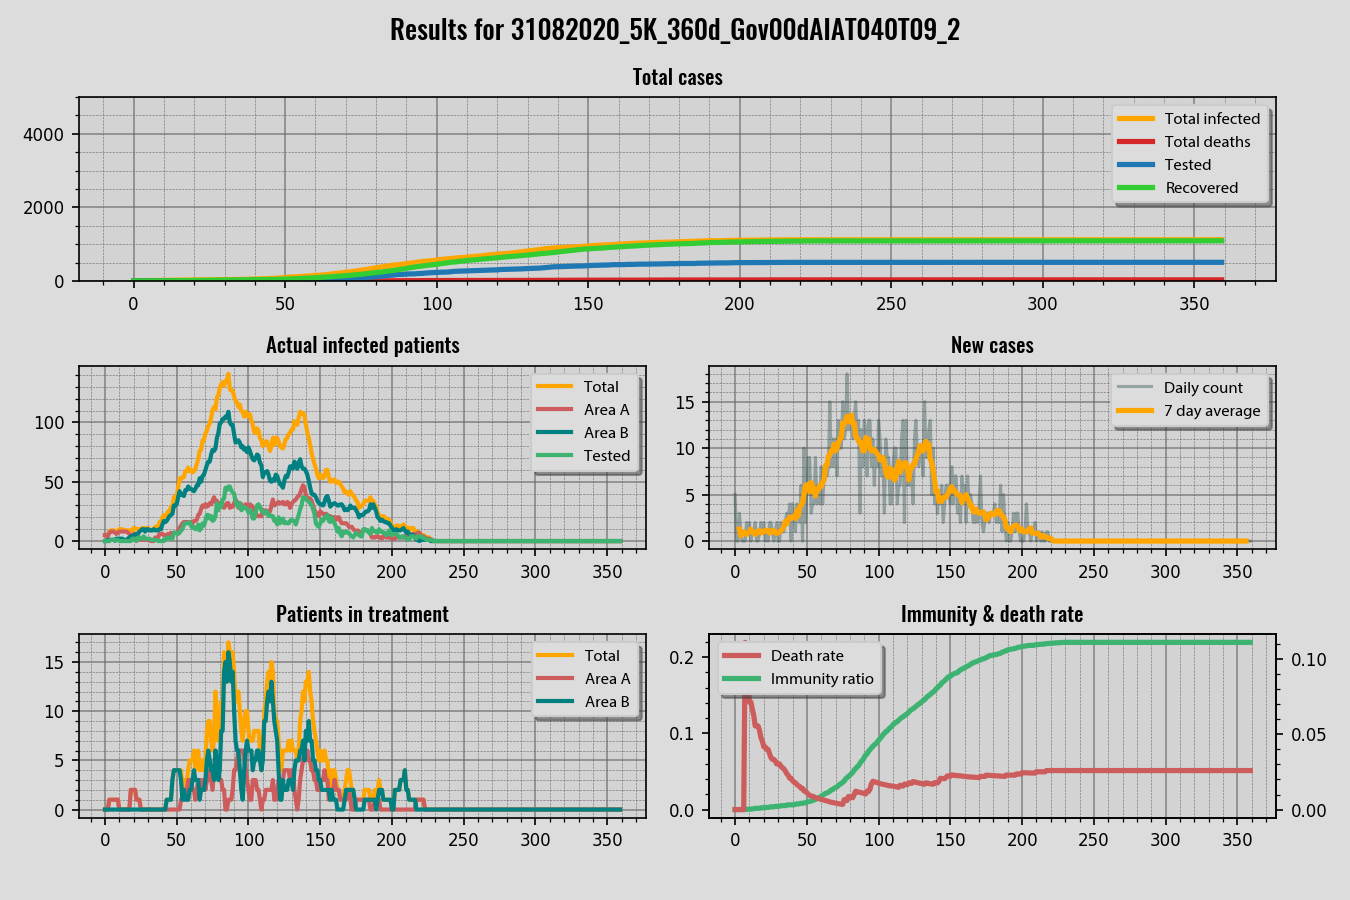 Results for 31082020_5K_360d_Gov00dAIAT040T09_2
Total cases
4000
2000
0
0 50 100 150 200 250 300 350
Total infected
Total deaths
Tested
Recovered
Actual infected patients
100
50
0
0 50 100 150 200 250 300 350
Total
Area A
Area B
Tested
New cases
15
10
5
0
0 50 100 150 200 250 300 350
Daily count
7 day average
Patients in treatment
15
10
5
0
0 50 100 150 200 250 300 350
Total
Area A
Area B
Immunity & death rate
0.2
0.1
0.0
0 50 100 150 200 250 300 350
0.10
0.05
0.00
Death rate
Immunity ratio